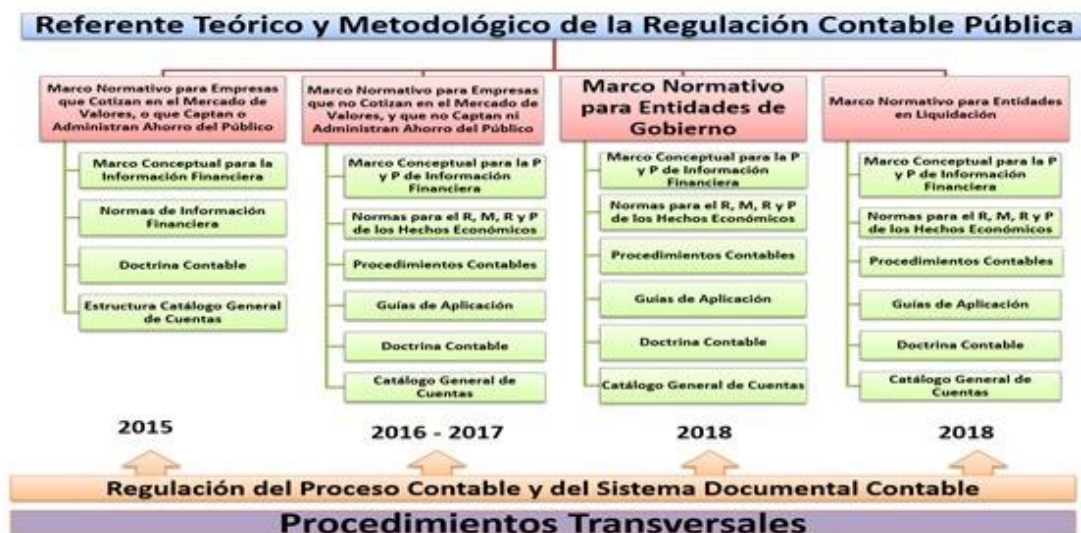 Referente Teórico y Metodológico de la Regulación Contable Pública
Marco Normativo para Empresas
que Cotizan en el Mercado de
Valores, o que Captan o
Administran Ahorro del Público
Marco Conceptual para la
Información Financiera
Normas de Información
Financiera
Doctrina Contable
Estructura Catálogo General
de Cuentas
2015
Marco Normativo para Empresas
que no Cotizan en el Mercado de
Valores, y que no Captan ni
Administran Ahorro del Público
Marco Conceptual para la P
y P de Información
Financiera
Normas para el R, M, R y P
de los Hechos Económicos
Procedimientos Contables
Guías de Aplicación
Doctrina Contable
Catálogo General de
Cuentas
2016 - 2017
Marco Normativo
para Entidades de
Gobierno
Marco Conceptual para la P
y P de Información
Financiera
Normas para el R, M, R y P
de los Hechos Económicos
Procedimientos Contables
Guías de Aplicación
Doctrina Contable
Catálogo General de Cuentas
2018
Marco Normativo para Entidades
en Liquidación
Marco Conceptual para la P
y P de Información
Financiera
Normas para el R, M, R y P
de los Hechos Económicos
Procedimientos Contables
Guías de Aplicación
Doctrina Contable
Catálogo General de
Cuentas
2018
Regulación del Proceso Contable y del Sistema Documental Contable
Procedimientos Transversales